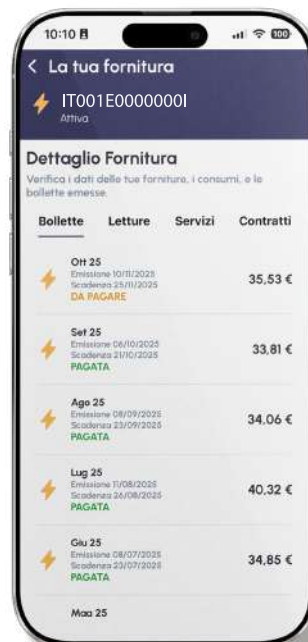 10:10
100
La tua fornitura
IT001E0000000I
Attiva
Dettaglio Fornitura
Verifica i dati delle tue forniture, i consumi, e le
bollette emesse.
Bollette Letture Servizi Contratti
Ott 25
Emissione 10/11/2025
Scadenza 25/11/2025
DA PAGARE
35,53 €
Set 25
Emissione 06/10/2025
Scadenza 21/10/2025
PAGATA
33,81 €
Ago 25
Emissione 08/09/2025
Scadenza 23/09/2025
PAGATA
34.06 €
Lug 25
Emissione 11/08/2025
Scadenza 26/08/2025
PAGATA
40,32 €
Giu 25
Emissione 08/07/2025
Scadenza 23/07/2025
PAGATA
34,85 €
Mag 25